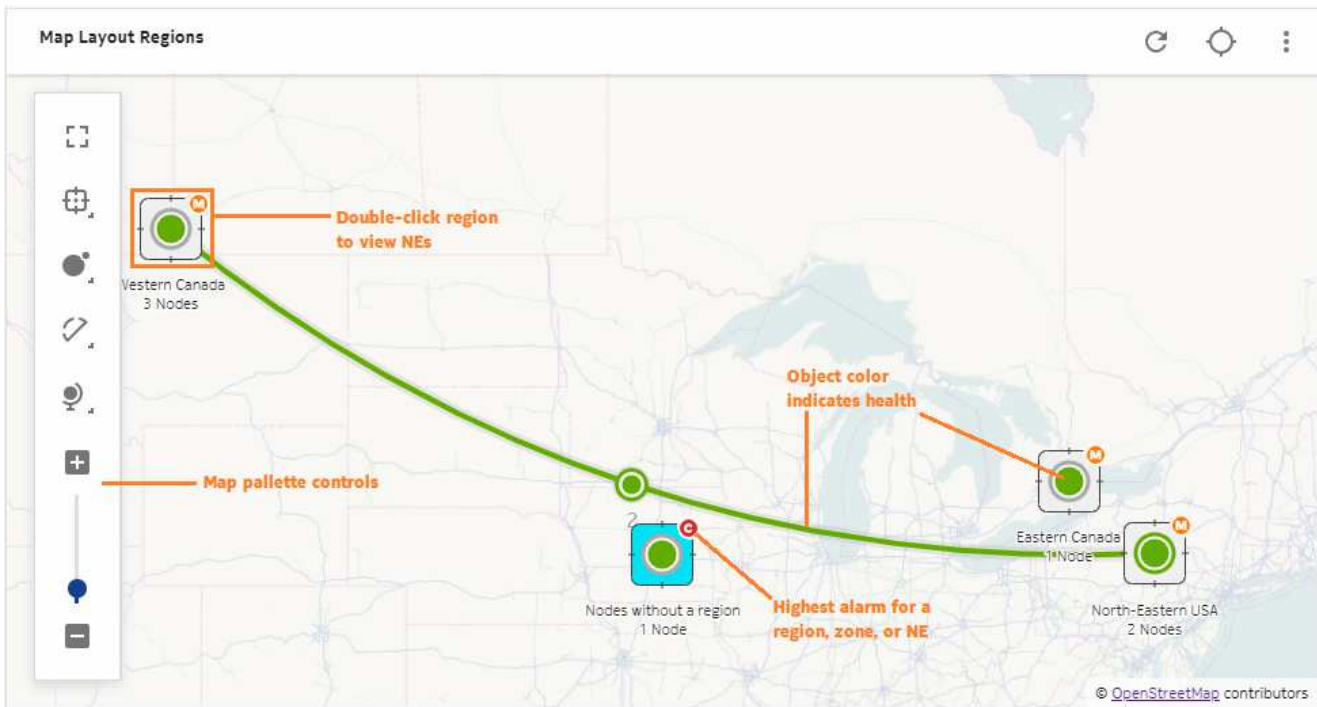 Map Layout Regions
M
Double-click region
to view NEs
Western Canada
3 Nodes
Object color
indicates health
M
Map pallette controls
2
C
M
Eastern Canada
1 Node
Nodes without a region
1 Node
Highest alarm for a
region, zone, or NE
North-Eastern USA
2 Nodes
© OpenStreetMap contributors